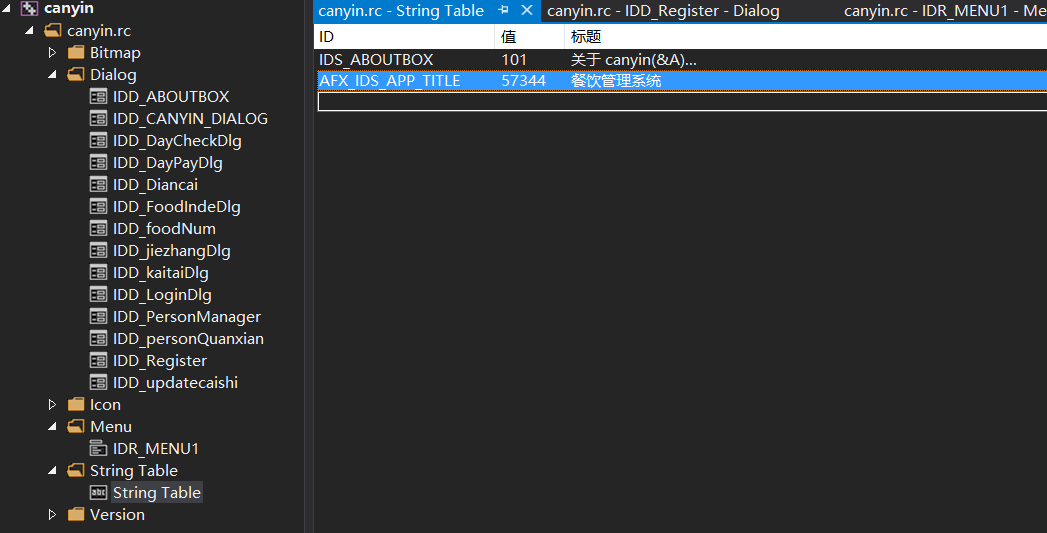 canyin
canyin.rc
Bitmap
Dialog
IDD_ABOUTBOX
IDD_CANYIN_DIALOG
IDD_DayCheckDlg
IDD_DayPayDlg
IDD_Diancai
IDD_FoodIndeDlg
IDD_foodNum
IDD_jiezhangDlg
IDD_kaitaiDlg
IDD_LoginDlg
IDD_PersonManager
IDD_personQuanxian
IDD_Register
IDD_updatecaishi
Icon
Menu
IDR_MENU1
String Table
abc String Table
Version
canyin.rc - String Table canyin.rc - IDD_Register - Dialog canyin.rc - IDR_MENU1 - Me
ID 值 标题
IDS_ABOUTBOX 101 关于 canyin(&A)...
AFX_IDS_APP_TITLE 57344 餐饮管理系统